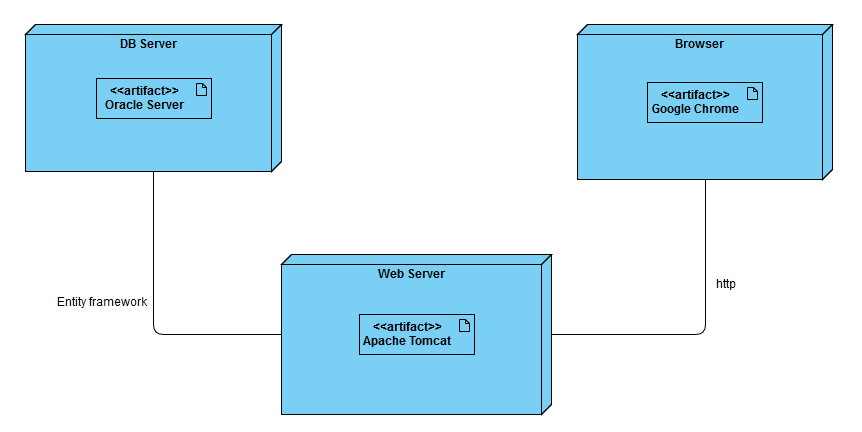 DB Server
<<artifact>>
Oracle Server
Browser
<<artifact>>
Google Chrome
Web Server
<<artifact>>
Apache Tomcat
Entity framework
http